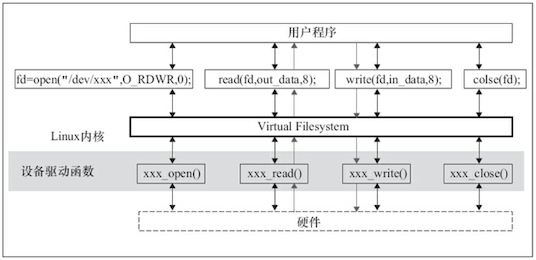 用户程序
fd=open("/dev/xxx",O_RDWR,0);
read(fd,out_data,8);
write(fd,in_data,8);
colse(fd);
Virtual Filesystem
Linux内核
设备驱动函数
xxx_open()
xxx_read()
xxx_write()
xxx_close()
硬件